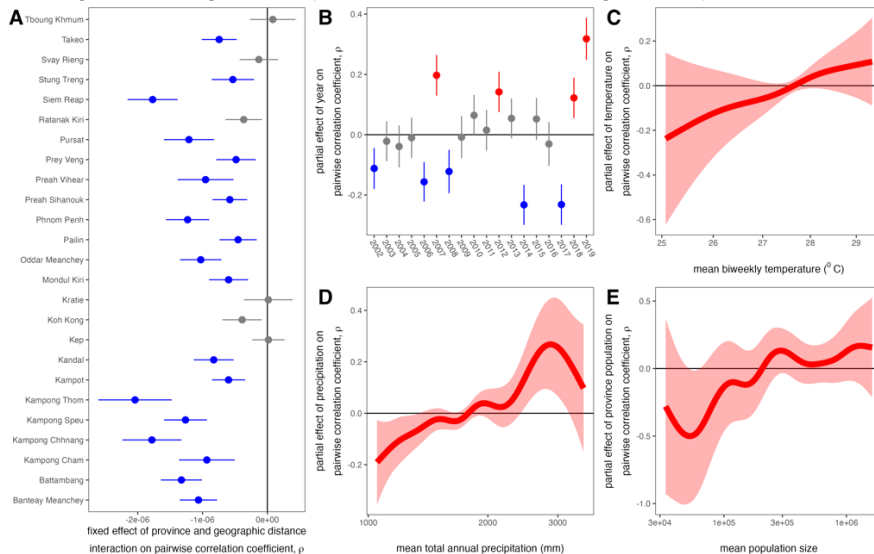 A
Tboung Khmum
Takeo
Svay Rieng
Stung Treng
Siem Reap
Ratanak Kiri
Pursat
Prey Veng
Preah Vihear
Preah Sihanouk
Phnom Penh
Pailin
Oddar Meanchey
Mondul Kiri
Kratie
Koh Kong
Kep
Kandal
Kampot
Kampong Thom
Kampong Speu
Kampong Chhnang
Kampong Cham
Battambang
Banteay Meanchey
-2e-06 -1e-06 0e+00
fixed effect of province and geographic distance
interaction on pairwise correlation coefficient, ρ
B
partial effect of year on
pairwise correlation coefficient, ρ
0.4
0.2
0.0
-0.2
2002 2003 2004 2005 2006 2007 2008 2009 2010 2011 2012 2013 2014 2015 2016 2017 2018 2019
C
partial effect of temperature on
pairwise correlation coefficient, ρ
0.2
0.0
-0.2
-0.4
-0.6
25 26 27 28 29
mean biweekly temperature (⁰ C)
D
partial effect of precipitation on
pairwise correlation coefficient, ρ
0.4
0.2
0.0
-0.2
1000 2000 3000
mean total annual precipitation (mm)
E
partial effect of province population on
pairwise correlation coefficient, ρ
0.5
0.0
-0.5
-1.0
3e+04 1e+05 3e+05 1e+06
mean population size